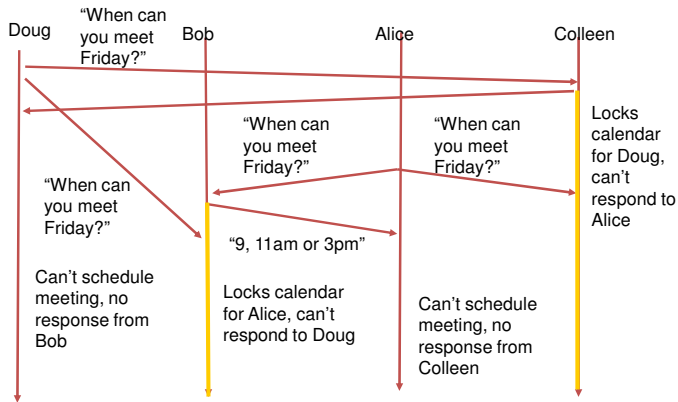 Doug
"When can
you meet
Friday?"
Bob
Alice
Colleen
"When can
you meet
Friday?"
"When can
you meet
Friday?"
Locks
calendar
for Doug,
can't
respond to
Alice
"When can
you meet
Friday?"
"9, 11am or 3pm"
Can't schedule
meeting, no
response from
Bob
Locks calendar
for Alice, can't
respond to Doug
Can't schedule
meeting, no
response from
Colleen